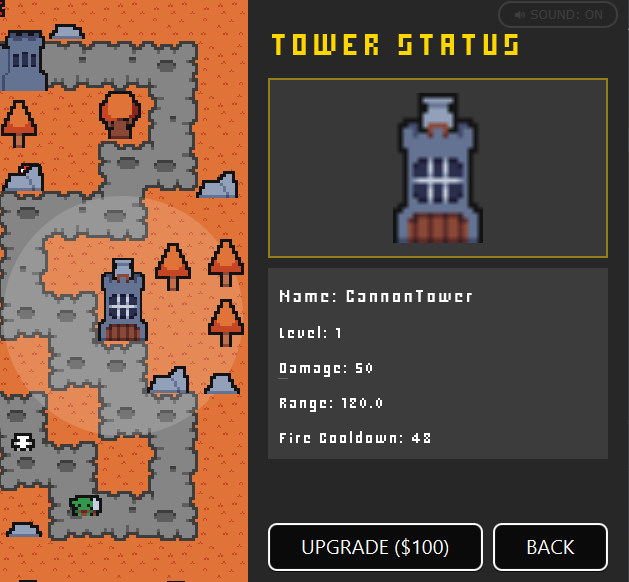 SOUND: ON
TOWER STATUS
Name: CannonTower
Level: 1
Damage: 50
Range: 120.0
Fire Cooldown: 48
UPGRADE ($100)
BACK